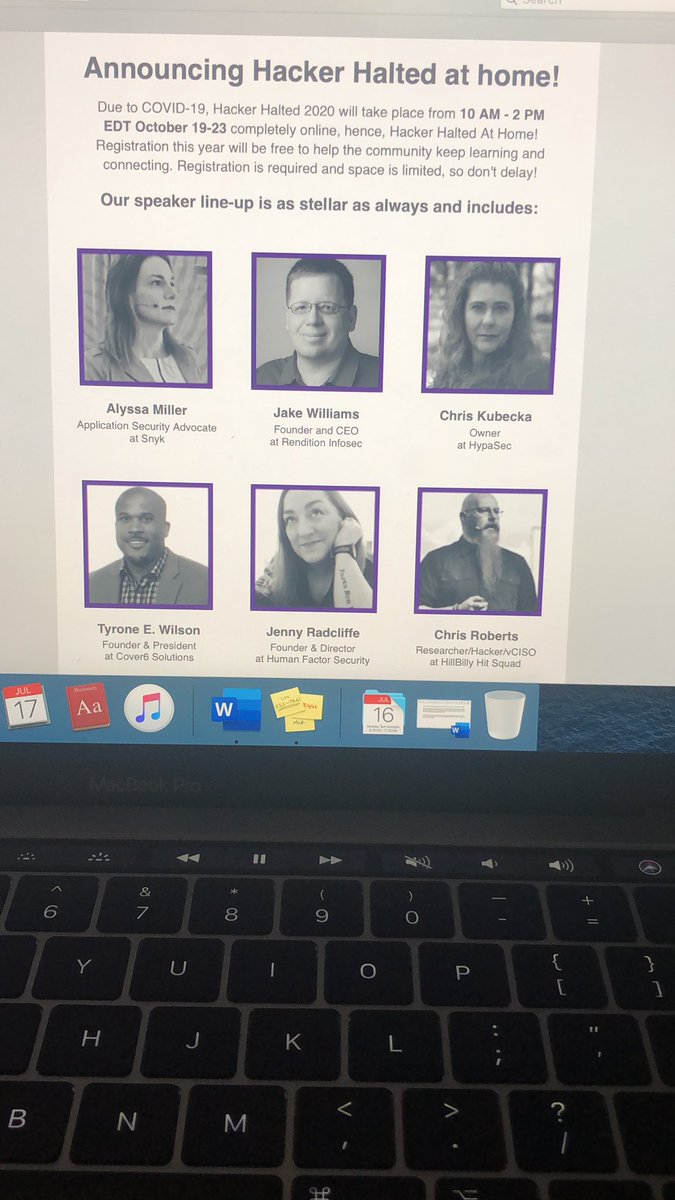 Search
Announcing Hacker Halted at home!
Due to COVID-19, Hacker Halted 2020 will take place from 10 AM - 2 PM
EDT October 19-23 completely online, hence, Hacker Halted At Home!
Registration this year will be free to help the community keep learning and
connecting. Registration is required and space is limited, so don't delay!
Our speaker line-up is as stellar as always and includes:
Alyssa Miller
Application Security Advocate
at Snyk
Jake Williams
Founder and CEO
at Rendition Infosec
Chris Kubecka
Owner
at HypaSec
Tyrone E. Wilson
Founder & President
at Cover6 Solutions
Jenny Radcliffe
Founder & Director
at Human Factor Security
Chris Roberts
Researcher/Hacker/vCISO
at HillBilly Hit Squad
JUL
17
Dictionary
Aa
W
JUL
16
W
MacBook Pro
^ & * ( ) — +
6 7 8 9 0 - =
Y U I O P { }
[ ]
H J K L : "
; '
B N M < > ?
, . /
⌘ ⌥